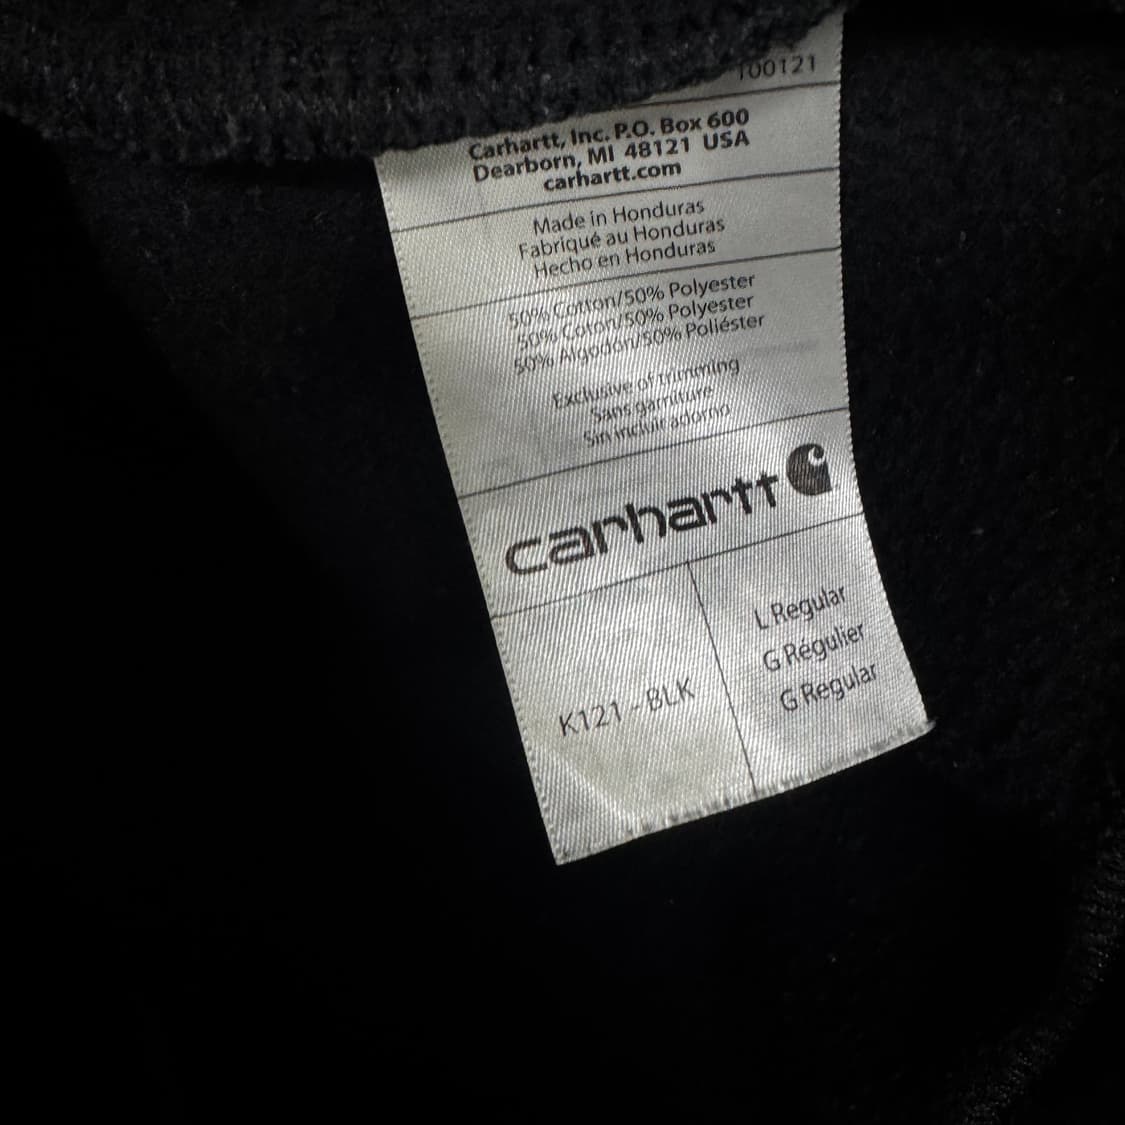 100121
Carhartt, Inc. P.O. Box 600
Dearborn, MI 48121 USA
carhartt.com
Made in Honduras
Fabriqué au Honduras
Hecho en Honduras
50% Cotton/50% Polyester
50% Coton/50% Polyester
50% Algodón/50% Poliéster
Exclusive of trimming
Sans garniture
Sin incluir adorno
carhartt
K121 - BLK
L Regular
G Régulier
G Regular